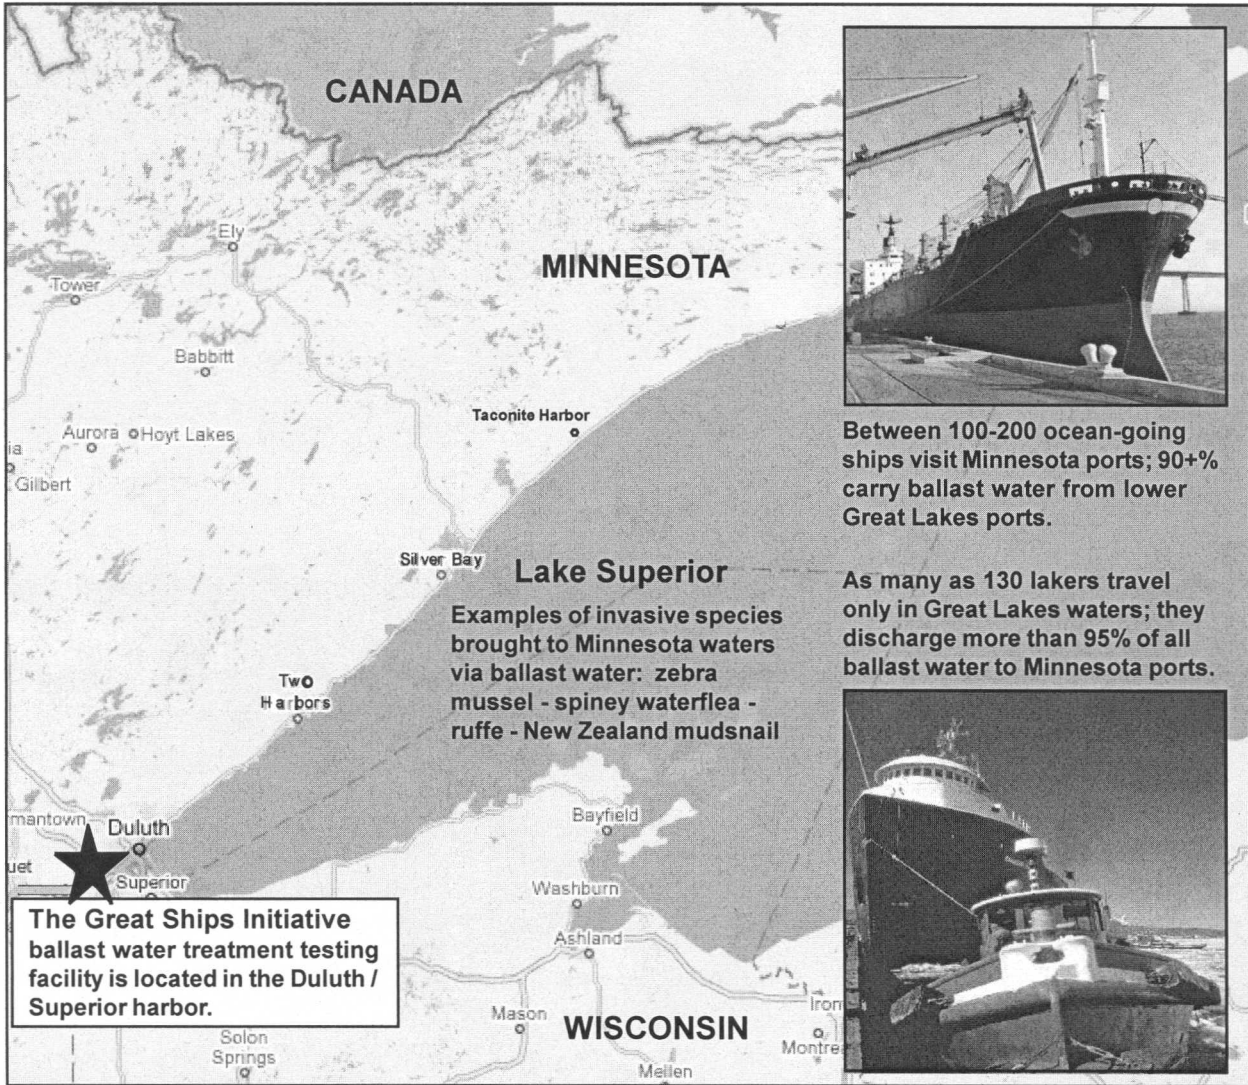 CANADA
Ely
MINNESOTA
Tower
Babbitt
Taconite Harbor
Aurora
Hoyt Lakes
ia
Gilbert
Between 100-200 ocean-going
ships visit Minnesota ports; 90+%
carry ballast water from lower
Great Lakes ports.
Silver Bay
Lake Superior
Examples of invasive species
brought to Minnesota waters
via ballast water: zebra
mussel - spiney waterflea -
ruffe - New Zealand mudsnail
As many as 130 lakers travel
only in Great Lakes waters; they
discharge more than 95% of all
ballast water to Minnesota ports.
Two
Harbors
rmantown
Duluth
uet
Superior
Bayfield
Washburn
Ashland
The Great Ships Initiative
ballast water treatment testing
facility is located in the Duluth /
Superior harbor.
Mason
WISCONSIN
Iron
Montrea
Solon
Springs
Mellen